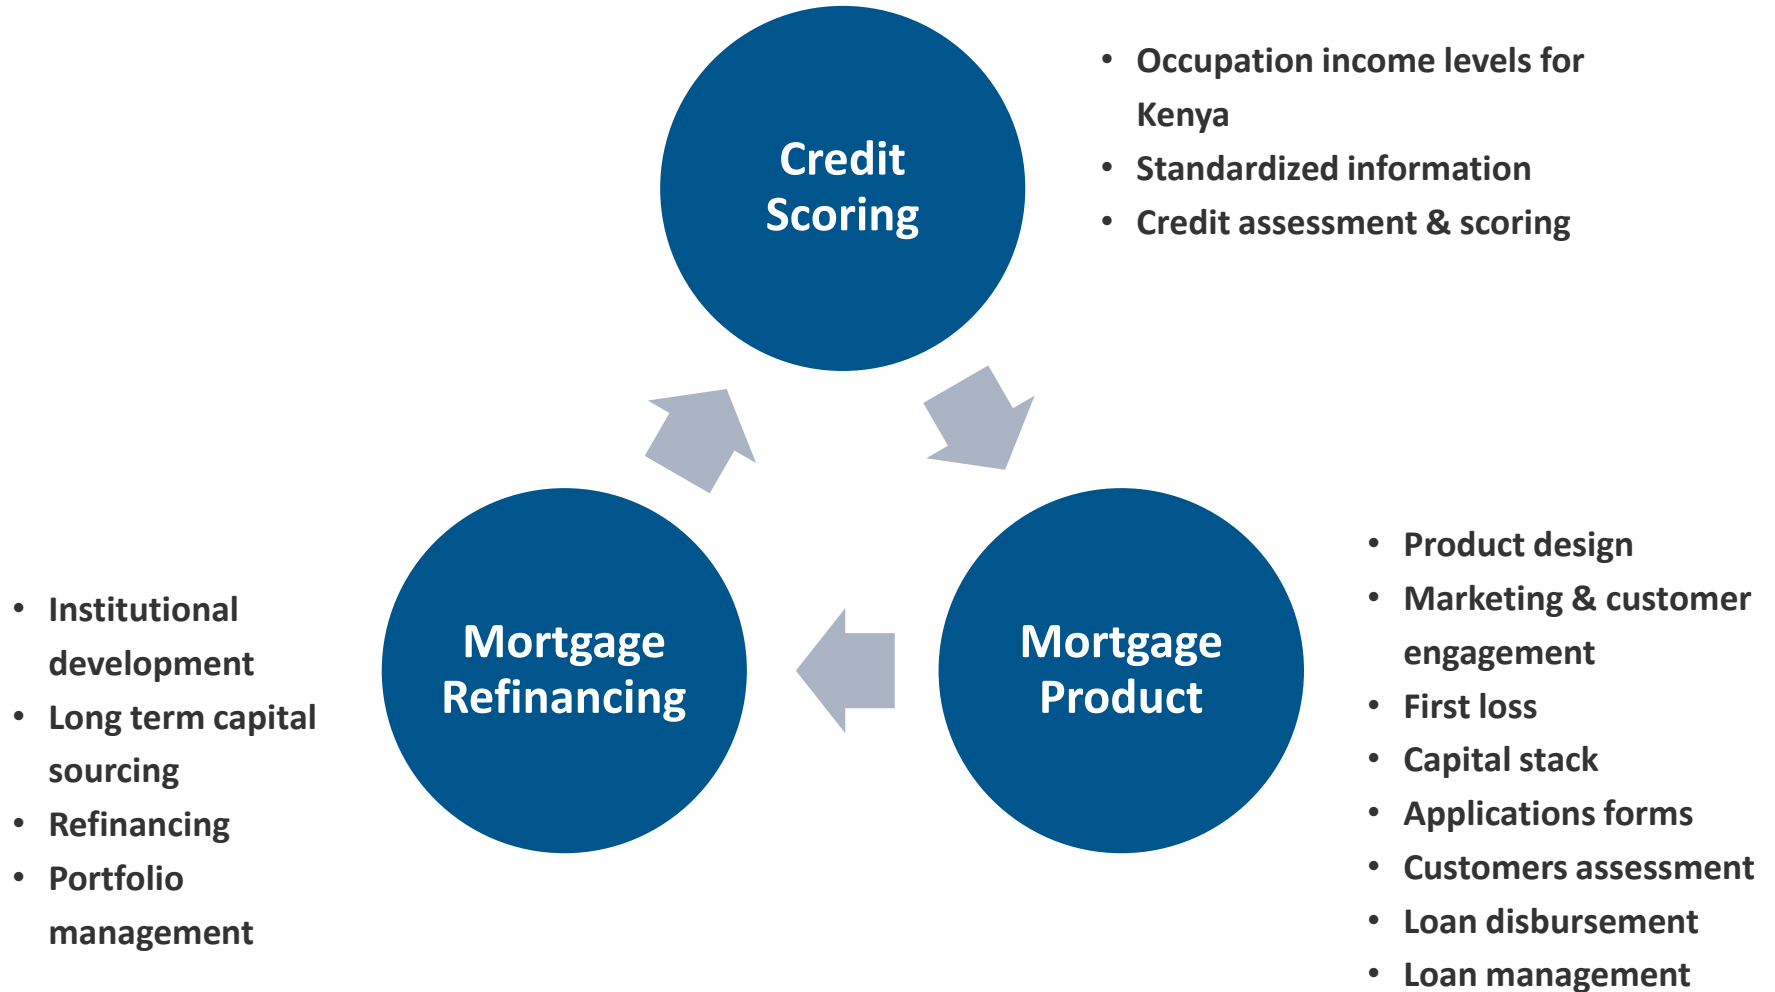 Credit
Scoring
• Occupation income levels for
Kenya
• Standardized information
• Credit assessment & scoring
Mortgage
Product
• Product design
• Marketing & customer
engagement
• First loss
• Capital stack
• Applications forms
• Customers assessment
• Loan disbursement
• Loan management
Mortgage
Refinancing
• Institutional
development
• Long term capital
sourcing
• Refinancing
• Portfolio
management